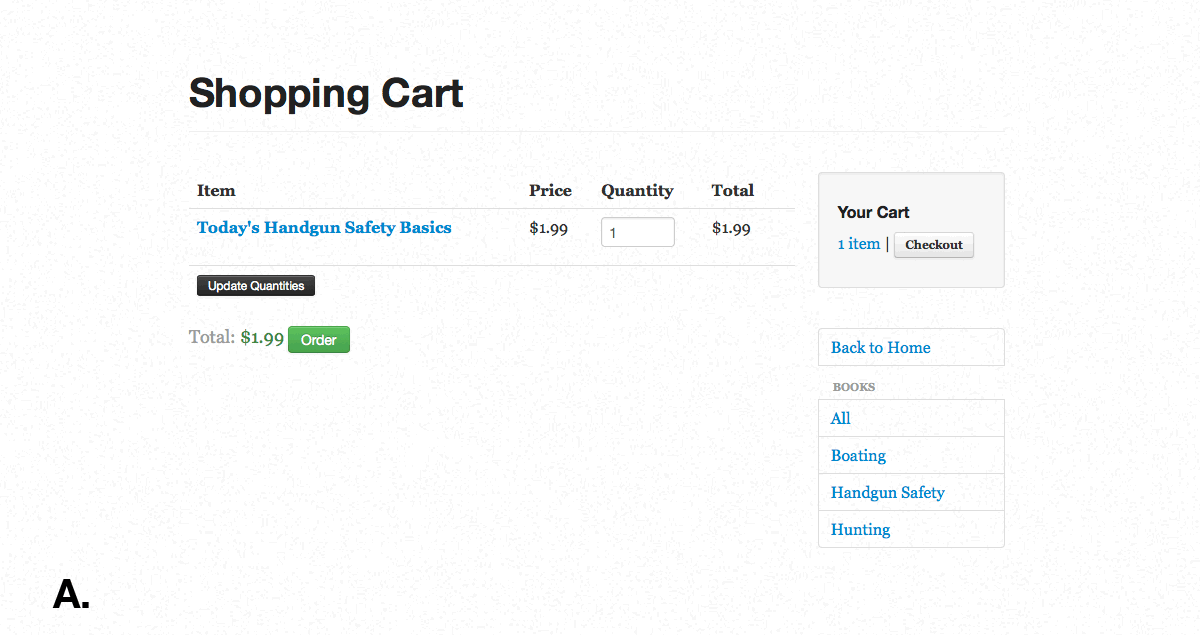 Shopping Cart
Item Price Quantity Total
Today's Handgun Safety Basics $1.99 1 $1.99
Update Quantities
Total: $1.99 Order
Your Cart
1 item | Checkout
Back to Home
BOOKS
All
Boating
Handgun Safety
Hunting
A.